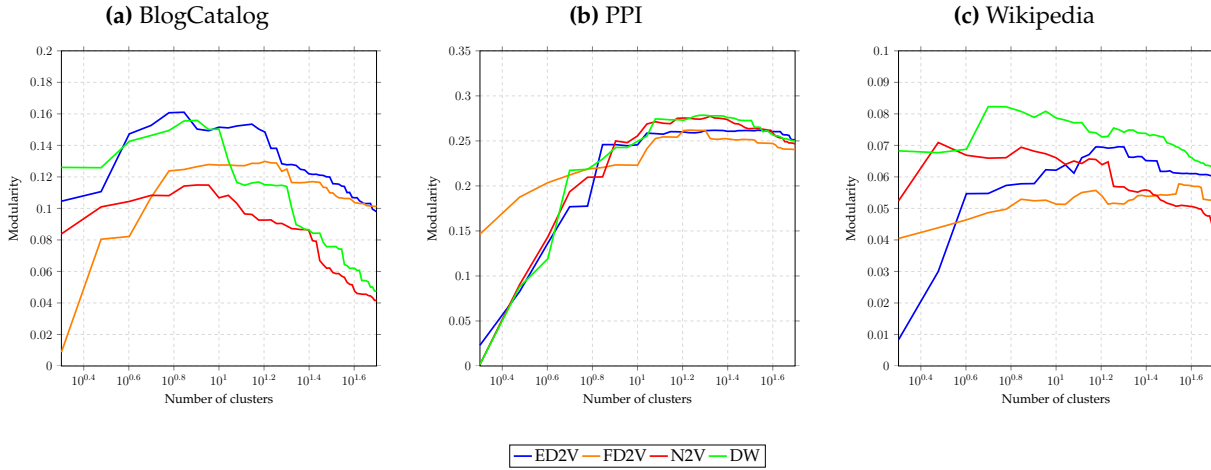 (a) BlogCatalog
0.2
0.18
0.16
0.14
0.12
0.1
0.08
0.06
0.04
0.02
0
Modularity
10^0.4 10^0.6 10^0.8 10^1 10^1.2 10^1.4 10^1.6
Number of clusters
(b) PPI
0.35
0.3
0.25
0.2
0.15
0.1
0.05
0
Modularity
10^0.4 10^0.6 10^0.8 10^1 10^1.2 10^1.4 10^1.6
Number of clusters
(c) Wikipedia
0.1
0.09
0.08
0.07
0.06
0.05
0.04
0.03
0.02
0.01
0
Modularity
10^0.4 10^0.6 10^0.8 10^1 10^1.2 10^1.4 10^1.6
Number of clusters
ED2V FD2V N2V DW